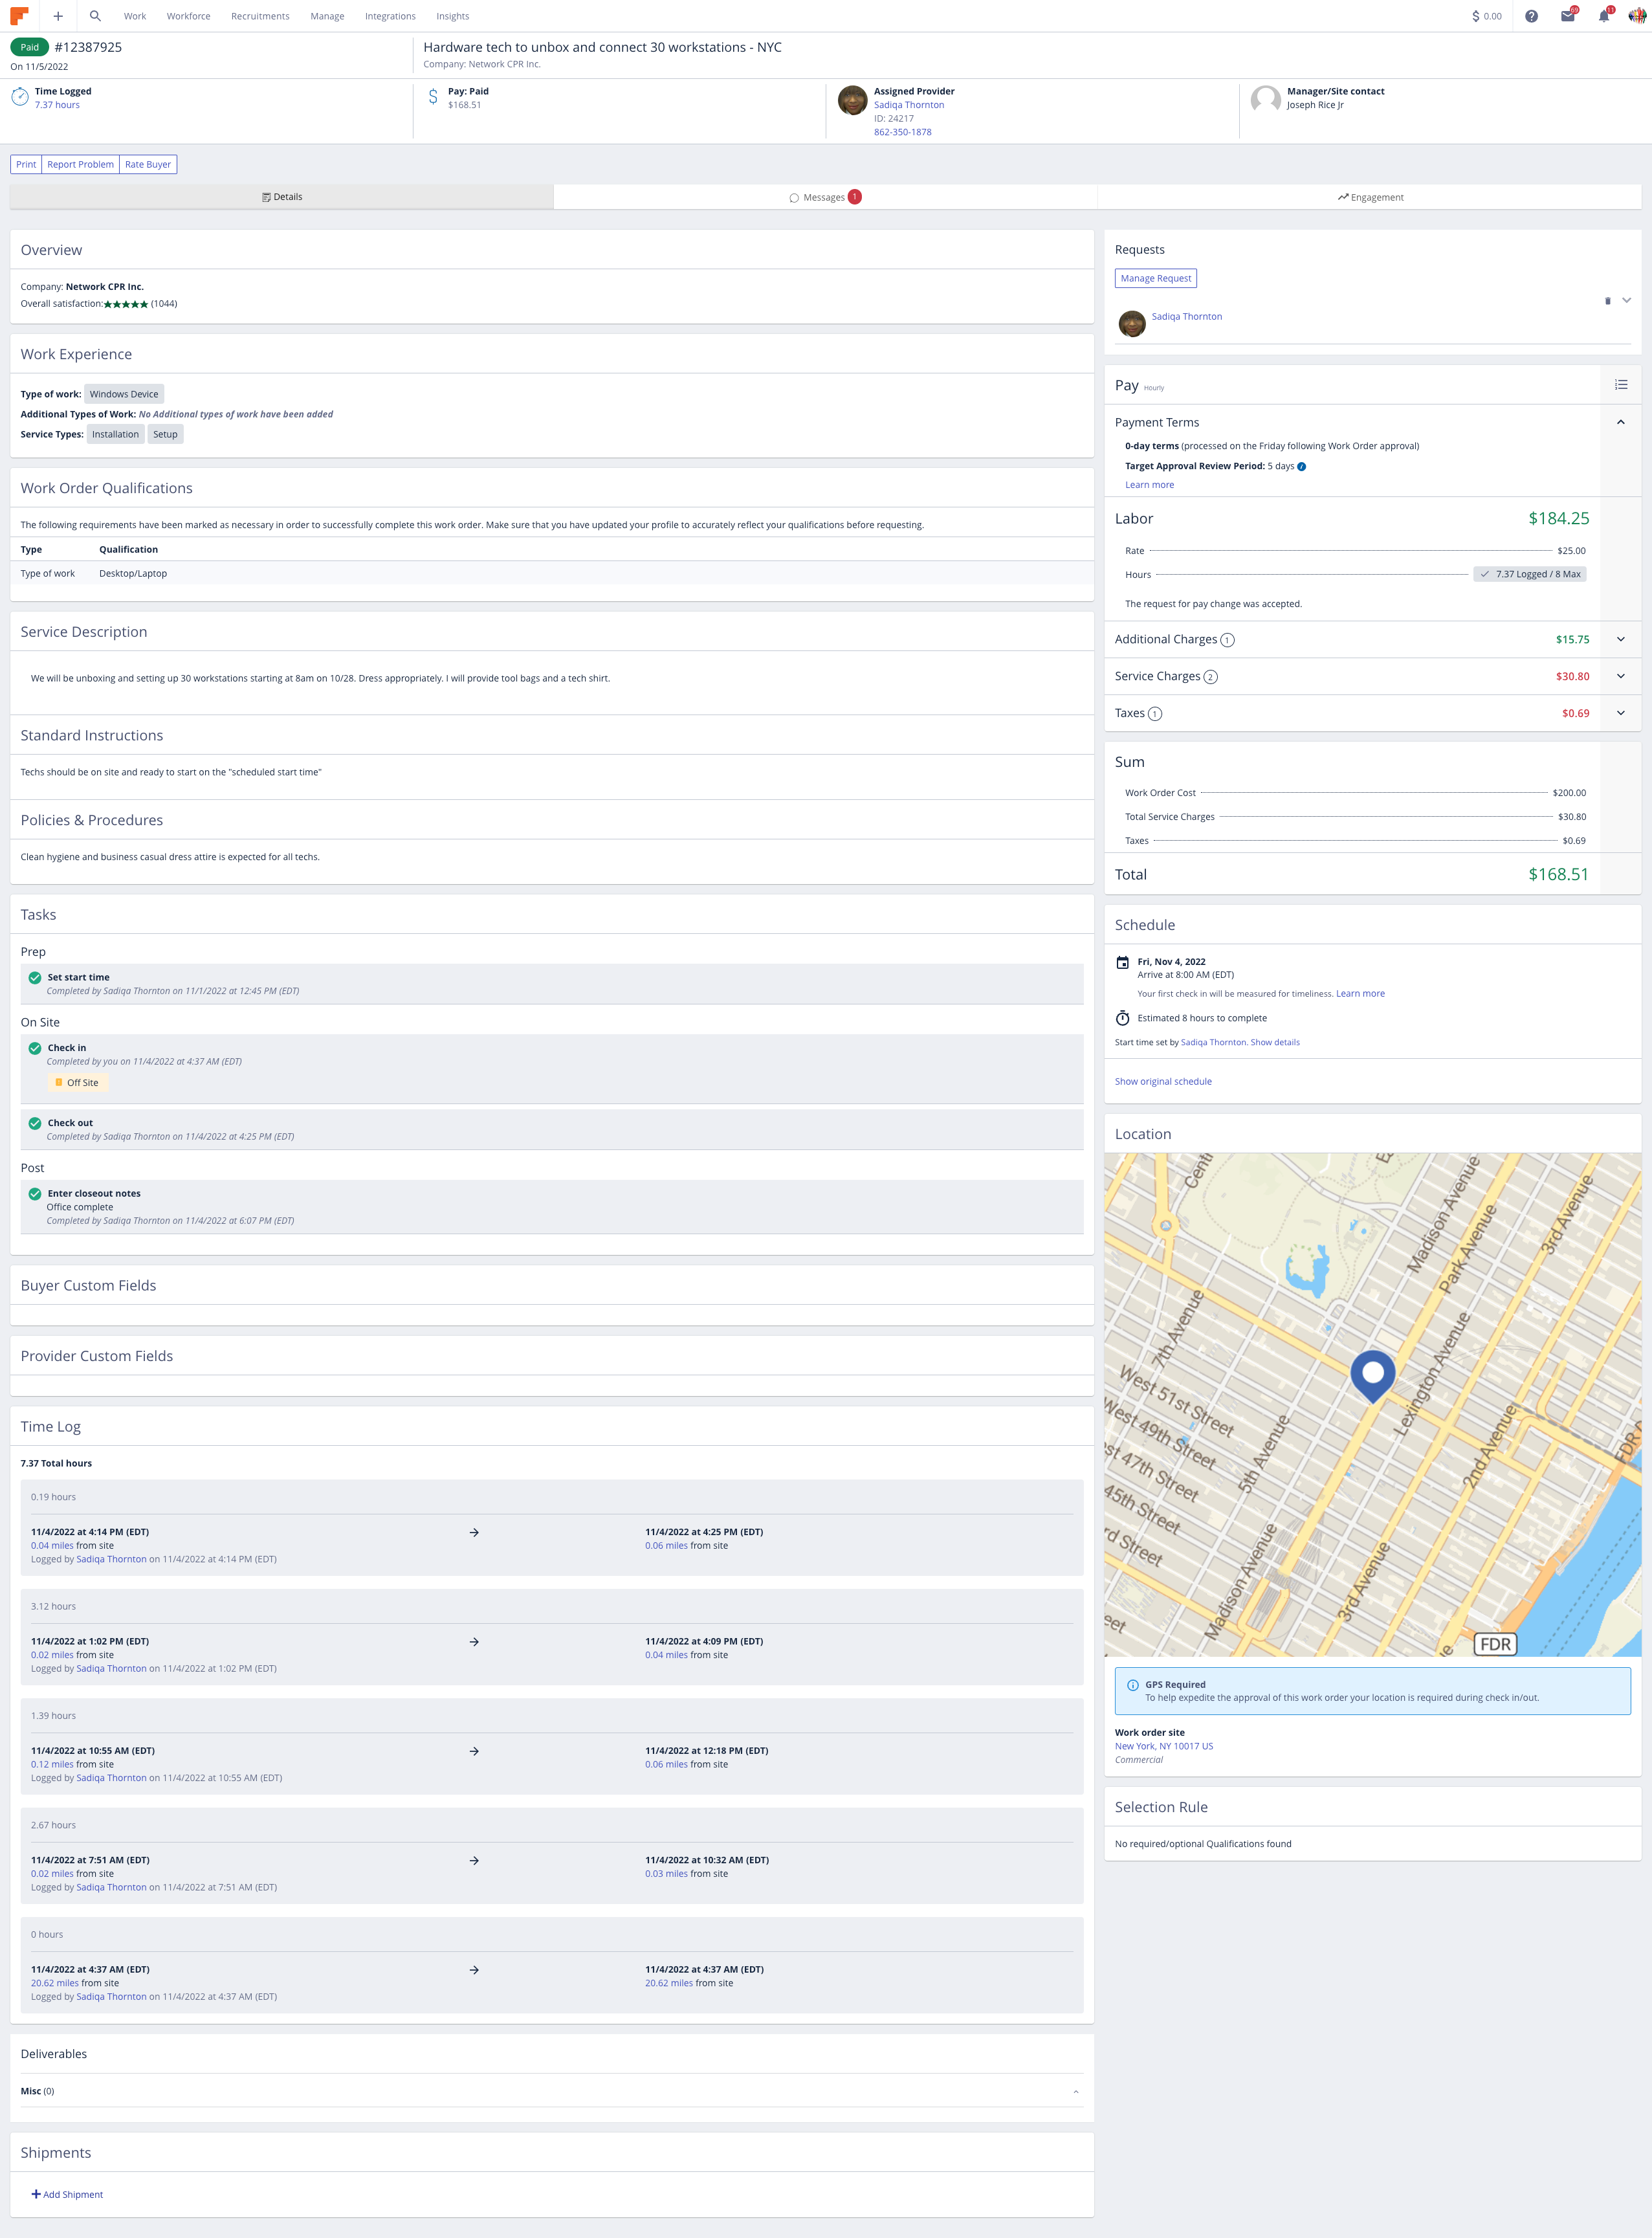 Work Workforce Recruitments Manage Integrations Insights $ 0.00 69 11
Paid #12387925
On 11/5/2022
Hardware tech to unbox and connect 30 workstations - NYC
Company: Network CPR Inc.
Time Logged
7.37 hours
Pay: Paid
$168.51
Assigned Provider
Sadiqa Thornton
ID: 24217
862-350-1878
Manager/Site contact
Joseph Rice Jr
Print Report Problem Rate Buyer
Details Messages 1 Engagement
Overview
Company: Network CPR Inc.
Overall satisfaction:★★★★★ (1044)
Work Experience
Type of work: Windows Device
Additional Types of Work: No Additional types of work have been added
Service Types: Installation Setup
Work Order Qualifications
The following requirements have been marked as necessary in order to successfully complete this work order. Make sure that you have updated your profile to accurately reflect your qualifications before requesting.
Type Qualification
Type of work Desktop/Laptop
Service Description
We will be unboxing and setting up 30 workstations starting at 8am on 10/28. Dress appropriately. I will provide tool bags and a tech shirt.
Standard Instructions
Techs should be on site and ready to start on the "scheduled start time"
Policies & Procedures
Clean hygiene and business casual dress attire is expected for all techs.
Tasks
Prep
Set start time
Completed by Sadiqa Thornton on 11/1/2022 at 12:45 PM (EDT)
On Site
Check in
Completed by you on 11/4/2022 at 4:37 AM (EDT)
Off Site
Check out
Completed by Sadiqa Thornton on 11/4/2022 at 4:25 PM (EDT)
Post
Enter closeout notes
Office complete
Completed by Sadiqa Thornton on 11/4/2022 at 6:07 PM (EDT)
Buyer Custom Fields
Provider Custom Fields
Time Log
7.37 Total hours
0.19 hours
11/4/2022 at 4:14 PM (EDT) → 11/4/2022 at 4:25 PM (EDT)
0.04 miles from site 0.06 miles from site
Logged by Sadiqa Thornton on 11/4/2022 at 4:14 PM (EDT)
3.12 hours
11/4/2022 at 1:02 PM (EDT) → 11/4/2022 at 4:09 PM (EDT)
0.02 miles from site 0.04 miles from site
Logged by Sadiqa Thornton on 11/4/2022 at 1:02 PM (EDT)
1.39 hours
11/4/2022 at 10:55 AM (EDT) → 11/4/2022 at 12:18 PM (EDT)
0.12 miles from site 0.06 miles from site
Logged by Sadiqa Thornton on 11/4/2022 at 10:55 AM (EDT)
2.67 hours
11/4/2022 at 7:51 AM (EDT) → 11/4/2022 at 10:32 AM (EDT)
0.02 miles from site 0.03 miles from site
Logged by Sadiqa Thornton on 11/4/2022 at 7:51 AM (EDT)
0 hours
11/4/2022 at 4:37 AM (EDT) → 11/4/2022 at 4:37 AM (EDT)
20.62 miles from site 20.62 miles from site
Logged by Sadiqa Thornton on 11/4/2022 at 4:37 AM (EDT)
Deliverables
Misc (0)
Shipments
+ Add Shipment
Requests
Manage Request
Sadiqa Thornton
Pay Hourly
Payment Terms
0-day terms (processed on the Friday following Work Order approval)
Target Approval Review Period: 5 days
Learn more
Labor $184.25
Rate $25.00
Hours 7.37 Logged / 8 Max
The request for pay change was accepted.
Additional Charges 1 $15.75
Service Charges 2 $30.80
Taxes 1 $0.69
Sum
Work Order Cost $200.00
Total Service Charges $30.80
Taxes $0.69
Total $168.51
Schedule
Fri, Nov 4, 2022
Arrive at 8:00 AM (EDT)
Your first check in will be measured for timeliness. Learn more
Estimated 8 hours to complete
Start time set by Sadiqa Thornton. Show details
Show original schedule
Location
Centr
Madison Avenue
Park Avenue
3rd Avenue
7th Avenue
West 51st Street
West 49th Street
st 47th Street
45th Street
rd Street
eet
5th Avenue
Lexington Avenue
2nd Avenue
Madison Avenue
3rd Avenue
FDR D
FDR
GPS Required
To help expedite the approval of this work order your location is required during check in/out.
Work order site
New York, NY 10017 US
Commercial
Selection Rule
No required/optional Qualifications found